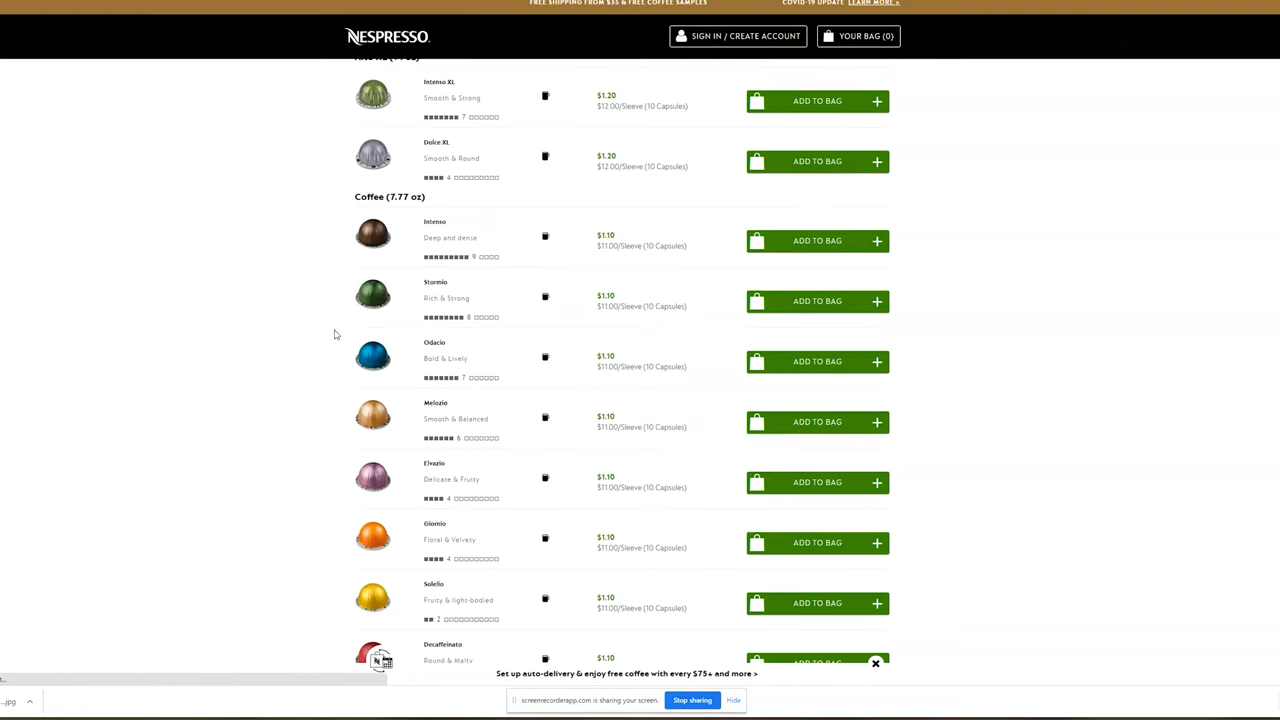 FREE SHIPPING FROM $35 & FREE COFFEE SAMPLES
COVID-19 UPDATE LEARN MORE >
NESPRESSO.
SIGN IN / CREATE ACCOUNT
YOUR BAG (0)
Intenso XL
Smooth & Strong
7
$1.20
$12.00/Sleeve (10 Capsules)
ADD TO BAG +
Dolce XL
Smooth & Round
4
$1.20
$12.00/Sleeve (10 Capsules)
ADD TO BAG +
Coffee (7.77 oz)
Intenso
Deep and dense
9
$1.10
$11.00/Sleeve (10 Capsules)
ADD TO BAG +
Stormio
Rich & Strong
8
$1.10
$11.00/Sleeve (10 Capsules)
ADD TO BAG +
Odacio
Bold & Lively
7
$1.10
$11.00/Sleeve (10 Capsules)
ADD TO BAG +
Melozio
Smooth & Balanced
6
$1.10
$11.00/Sleeve (10 Capsules)
ADD TO BAG +
Elvazio
Delicate & Fruity
4
$1.10
$11.00/Sleeve (10 Capsules)
ADD TO BAG +
Giornio
Floral & Velvety
4
$1.10
$11.00/Sleeve (10 Capsules)
ADD TO BAG +
Solelio
Fruity & light-bodied
2
$1.10
$11.00/Sleeve (10 Capsules)
ADD TO BAG +
Decaffeinato
Round & Malty
$1.10
ADD TO BAG +
Set up auto-delivery & enjoy free coffee with every $75+ and more >
...jpg
screenrecorderapp.com is sharing your screen.
Stop sharing
Hide